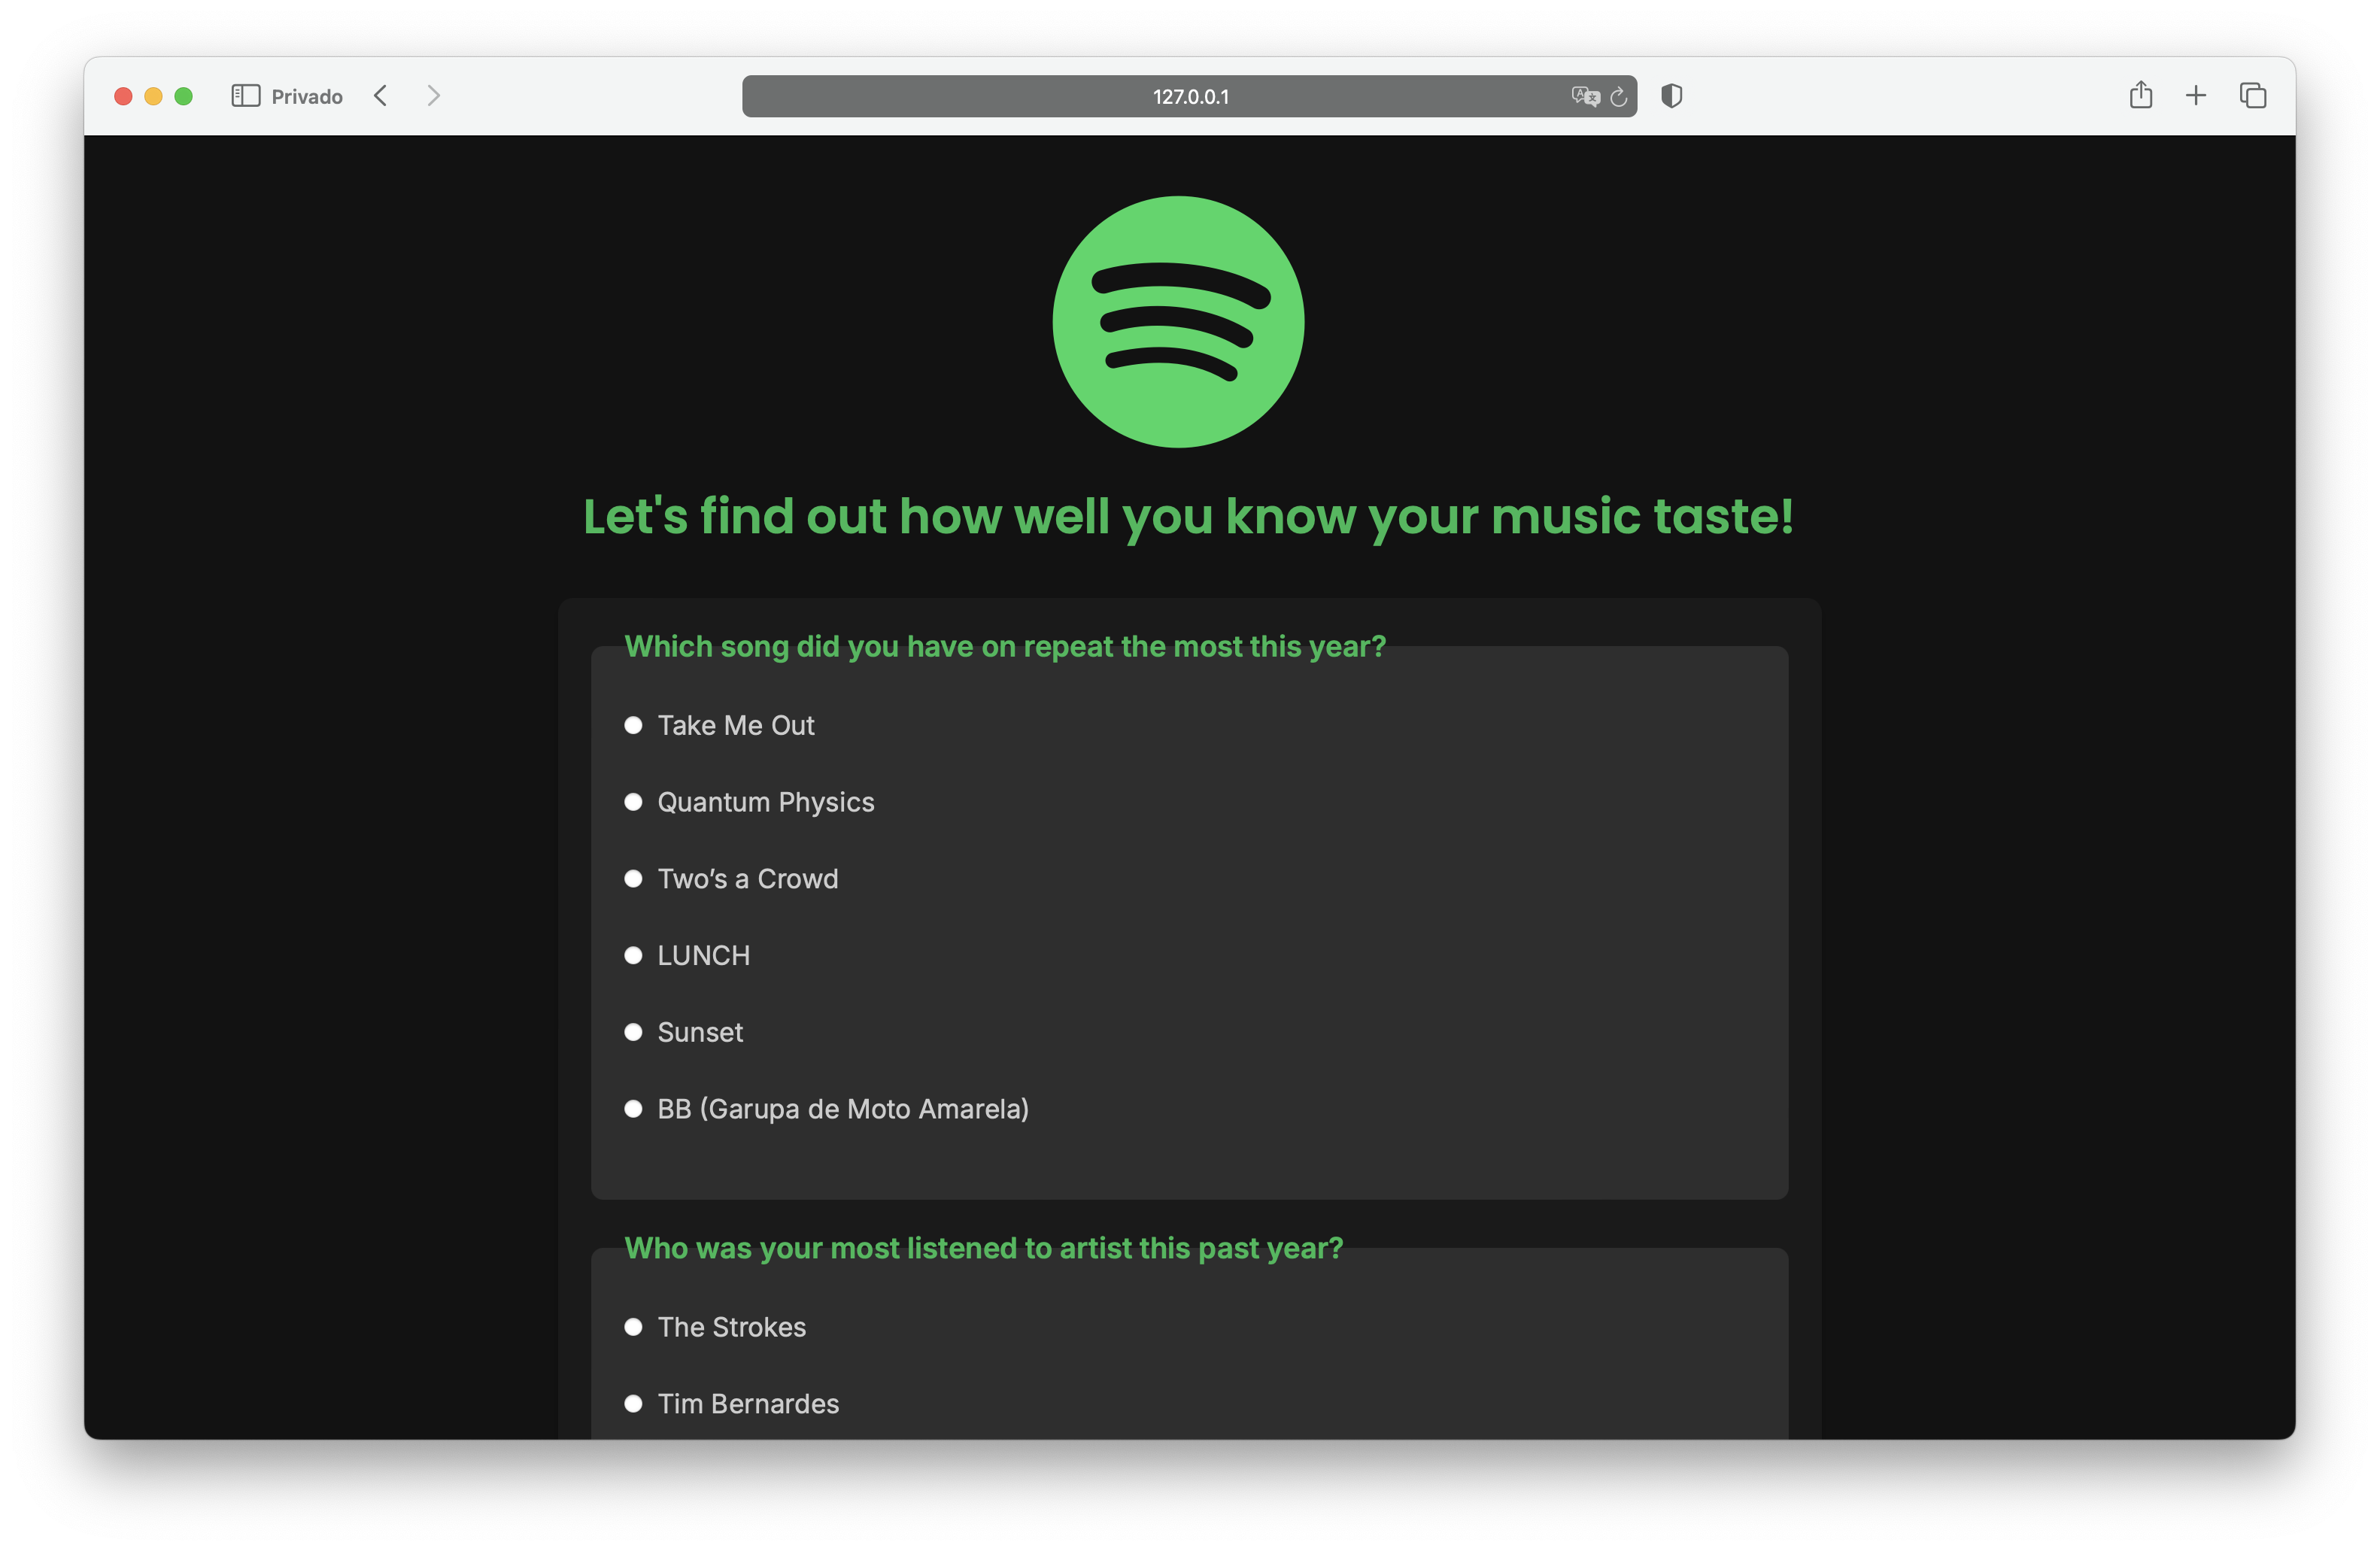 Privado
127.0.0.1
Let's find out how well you know your music taste!
Which song did you have on repeat the most this year?
Take Me Out
Quantum Physics
Two’s a Crowd
LUNCH
Sunset
BB (Garupa de Moto Amarela)
Who was your most listened to artist this past year?
The Strokes
Tim Bernardes